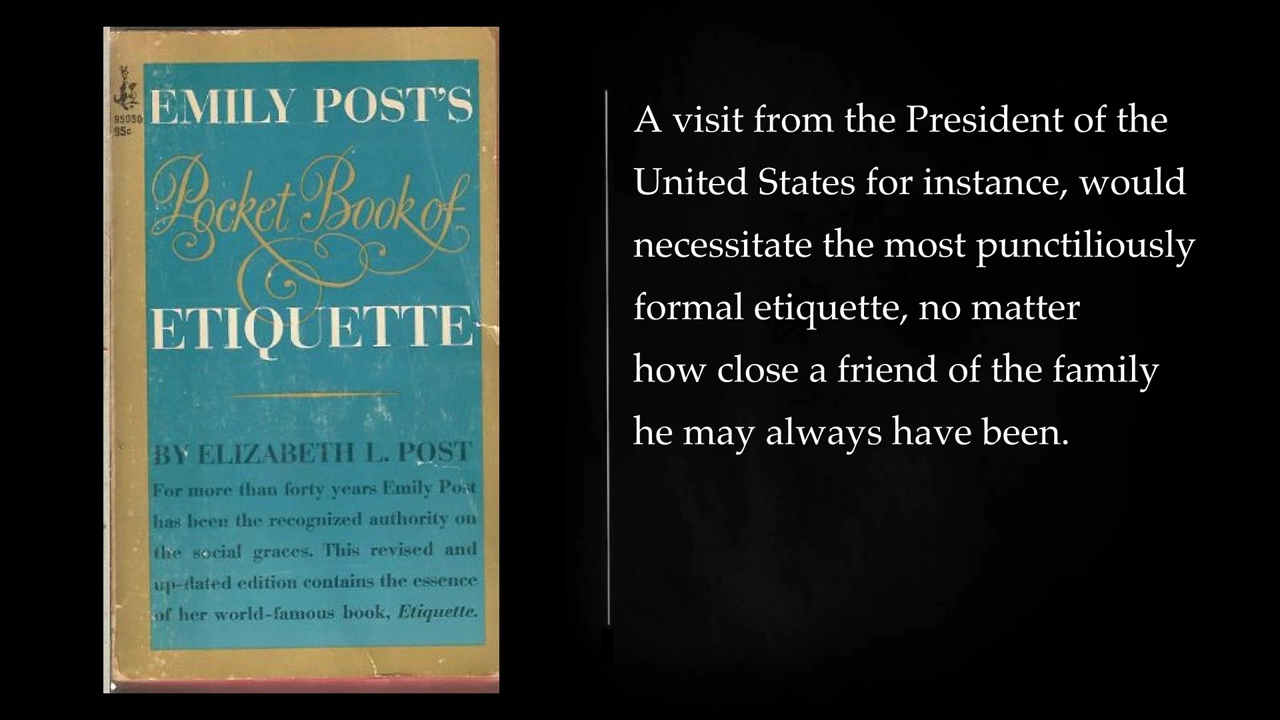 95050
95c
EMILY POST'S
Pocket Book of
ETIQUETTE
BY ELIZABETH L. POST
For more than forty years Emily Post
has been the recognized authority on
the social graces. This revised and
up-dated edition contains the essence
of her world-famous book, Etiquette.
A visit from the President of the
United States for instance, would
necessitate the most punctiliously
formal etiquette, no matter
how close a friend of the family
he may always have been.